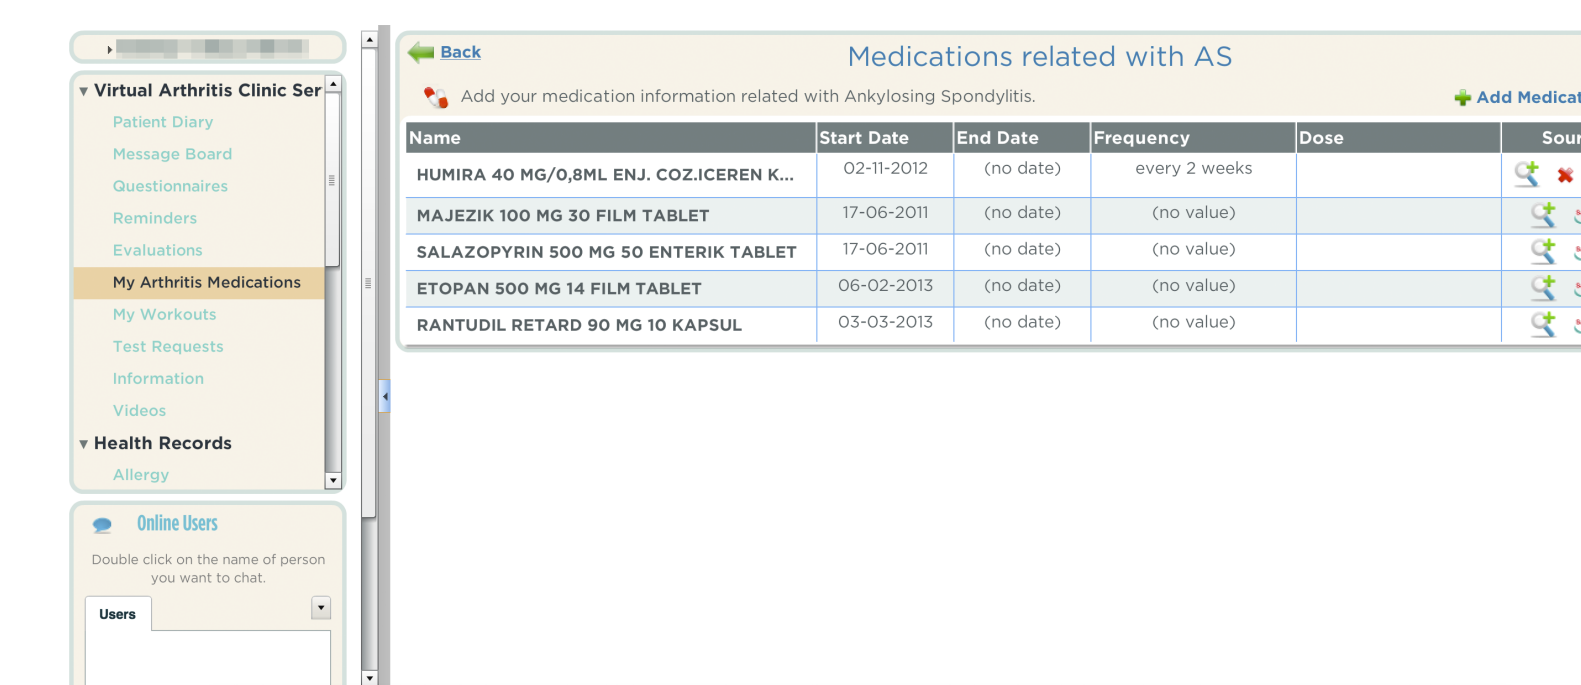 Virtual Arthritis Clinic Ser
Patient Diary
Message Board
Questionnaires
Reminders
Evaluations
My Arthritis Medications
My Workouts
Test Requests
Information
Videos
Health Records
Allergy
Online Users
Double click on the name of person
you want to chat.
Users
Back
Medications related with AS
Add your medication information related with Ankylosing Spondylitis.
Add Medicat
Name Start Date End Date Frequency Dose Sour
HUMIRA 40 MG/0,8ML ENJ. COZ.ICEREN K... 02-11-2012 (no date) every 2 weeks
MAJEZIK 100 MG 30 FILM TABLET 17-06-2011 (no date) (no value)
SALAZOPYRIN 500 MG 50 ENTERIK TABLET 17-06-2011 (no date) (no value)
ETOPAN 500 MG 14 FILM TABLET 06-02-2013 (no date) (no value)
RANTUDIL RETARD 90 MG 10 KAPSUL 03-03-2013 (no date) (no value)